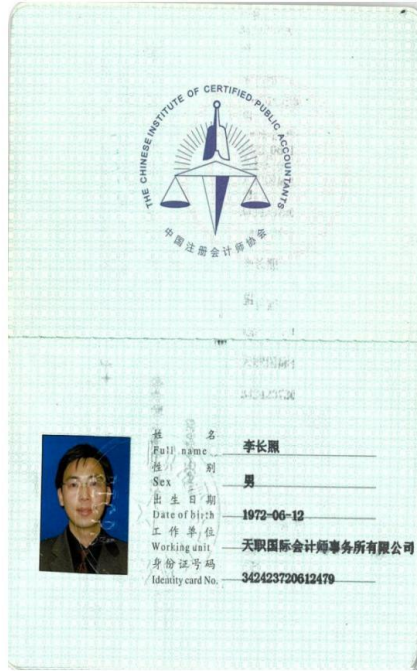 THE CHINESE INSTITUTE OF CERTIFIED PUBLIC ACCOUNTANTS
中国注册会计师协会
姓 名
Full name 李长照
性 别
Sex 男
出生日期
Date of birth 1972-06-12
工作单位
Working unit 天职国际会计师事务所有限公司
身份证号码
Identity card No. 342423720612479